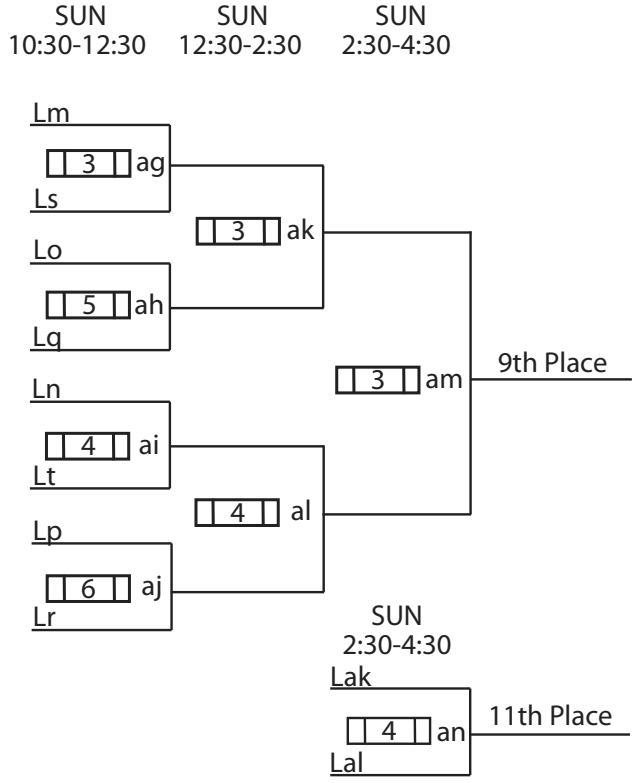 SUN SUN SUN
10:30-12:30 12:30-2:30 2:30-4:30
Lm
3 ag
Ls
3 ak
Lo
5 ah
Lq
3 am
9th Place
Ln
4 ai
Lt
4 al
Lp
6 aj
Lr
SUN
2:30-4:30
Lak
4 an
11th Place
Lal